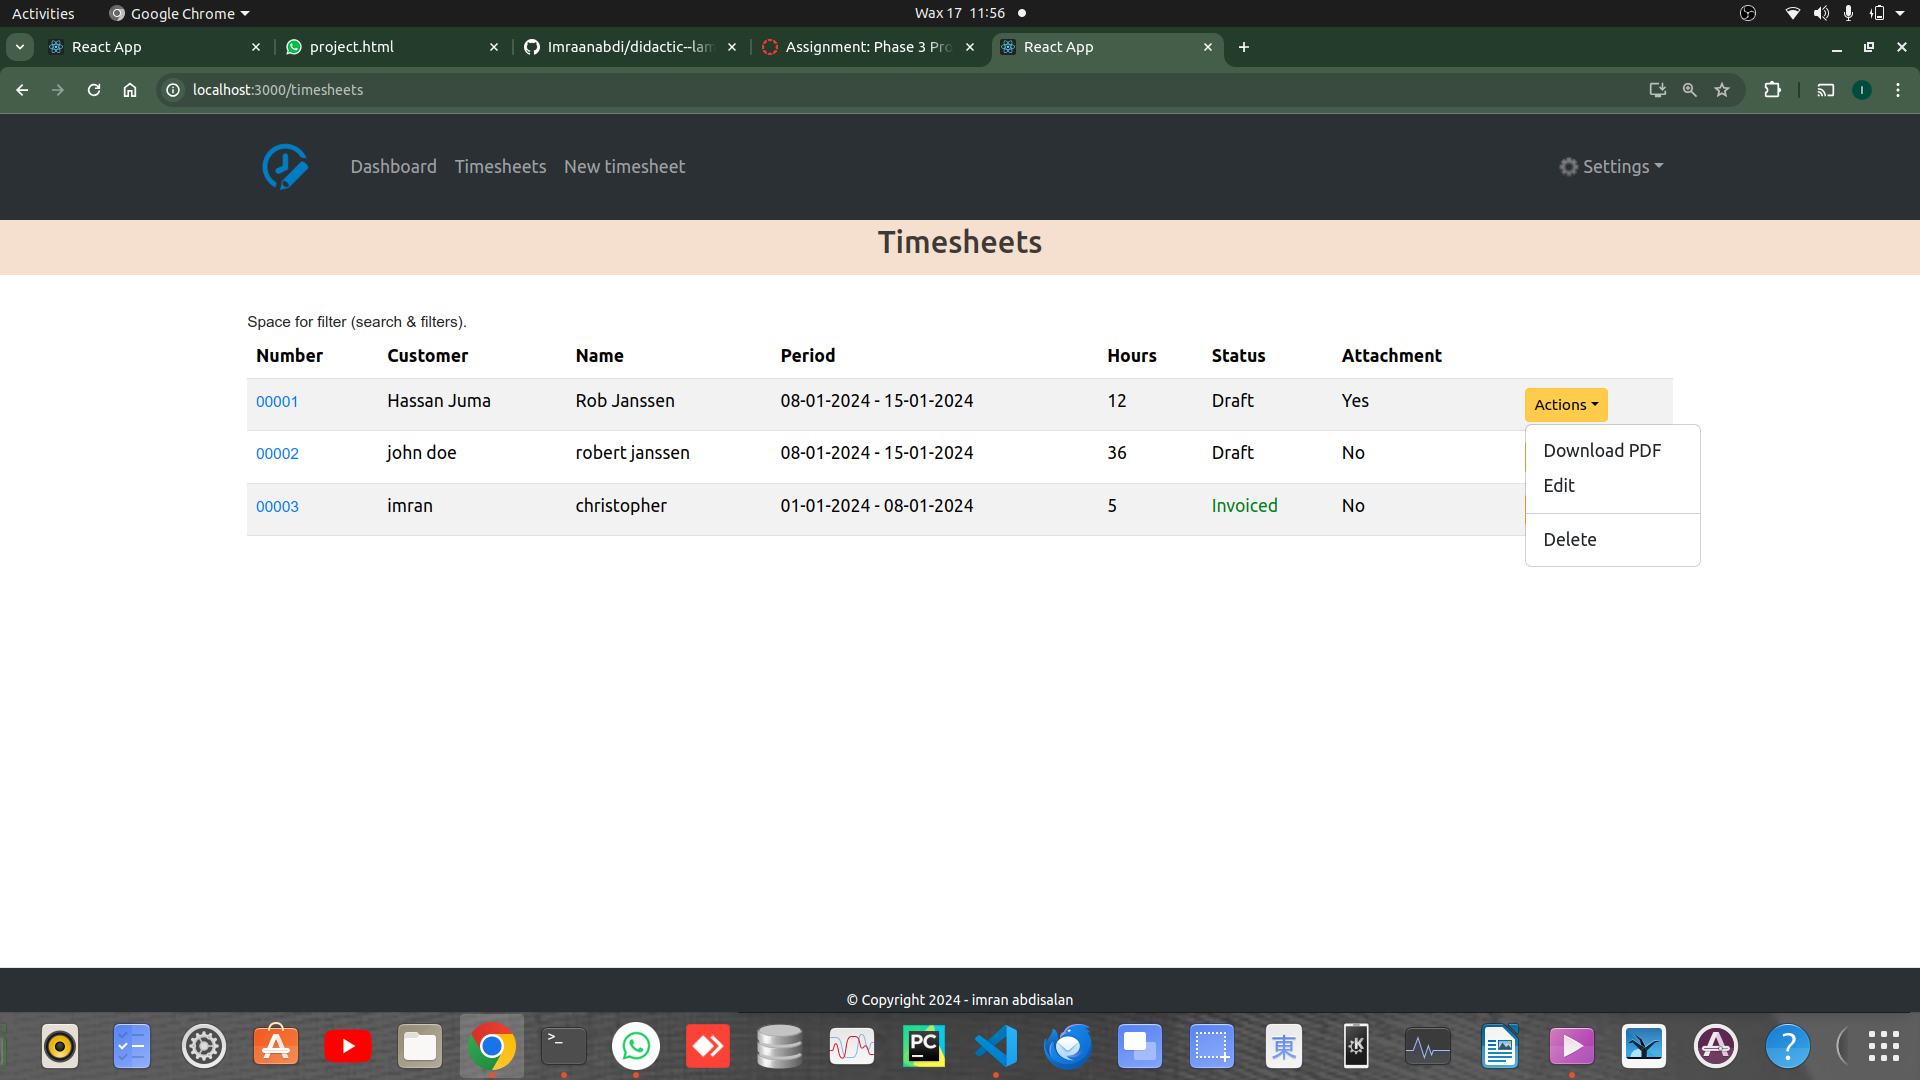 Activities Google Chrome Wax 17 11:56
React App project.html Imraanabdi/didactic--lam Assignment: Phase 3 Pro React App
localhost:3000/timesheets I
Dashboard Timesheets New timesheet Settings
Timesheets
Space for filter (search & filters).
Number Customer Name Period Hours Status Attachment
00001 Hassan Juma Rob Janssen 08-01-2024 - 15-01-2024 12 Draft Yes Actions
00002 john doe robert janssen 08-01-2024 - 15-01-2024 36 Draft No
00003 imran christopher 01-01-2024 - 08-01-2024 5 Invoiced No
Download PDF
Edit
Delete
© Copyright 2024 - imran abdisalan
>_ PC 東 K A ?